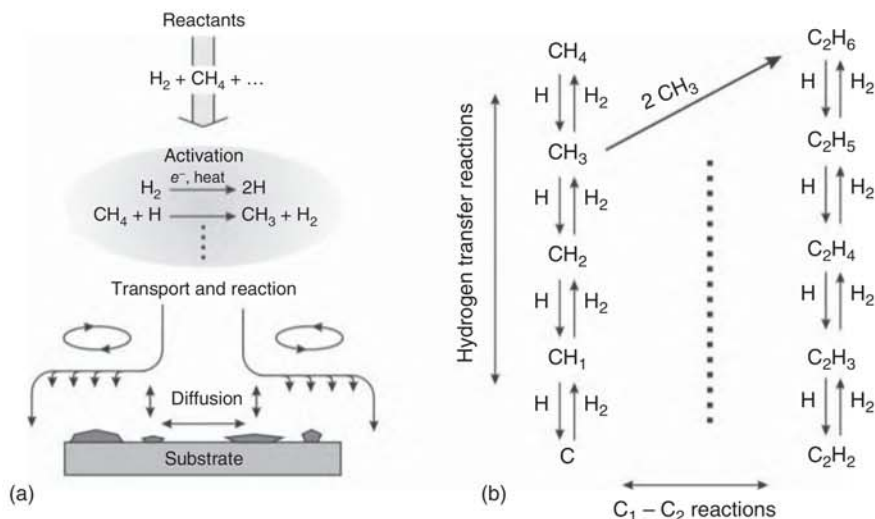 Reactants
H₂ + CH₄ + ...
Activation
e⁻, heat
H₂ 2H
CH₄ + H CH₃ + H₂
Transport and reaction
Diffusion
Substrate
(a)
Hydrogen transfer reactions
CH₄
H H₂
CH₃
H H₂
CH₂
H H₂
CH₁
H H₂
C
2 CH₃
C₂H₆
H H₂
C₂H₅
H H₂
C₂H₄
H H₂
C₂H₃
H H₂
C₂H₂
(b)
C₁ – C₂ reactions